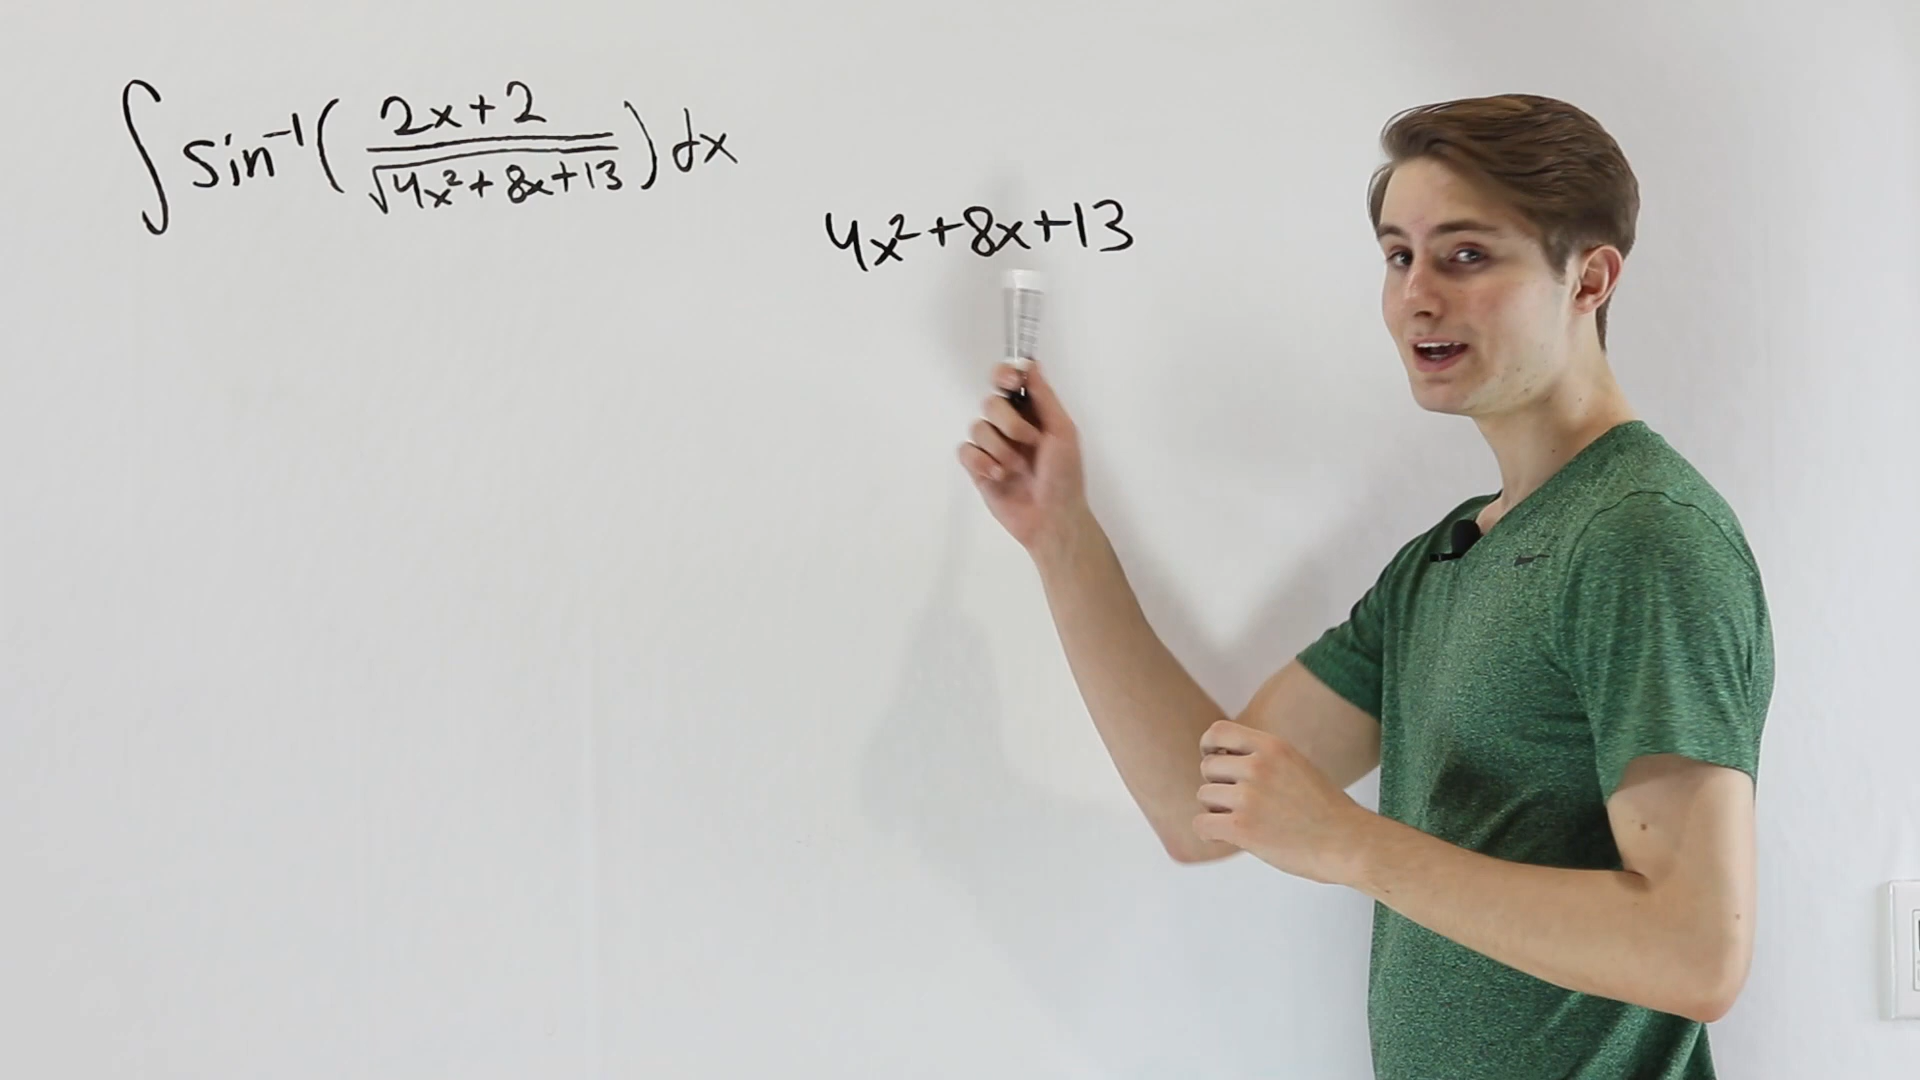 ∫ sin⁻¹( (2x+2) / √(4x²+8x+13) ) dx
4x²+8x+13